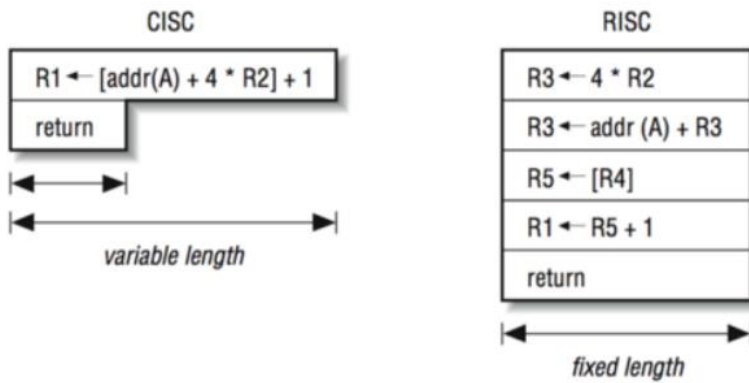 CISC
R1 ← [addr(A) + 4 * R2] + 1
return
variable length
RISC
R3 ← 4 * R2
R3 ← addr (A) + R3
R5 ← [R4]
R1 ← R5 + 1
return
fixed length